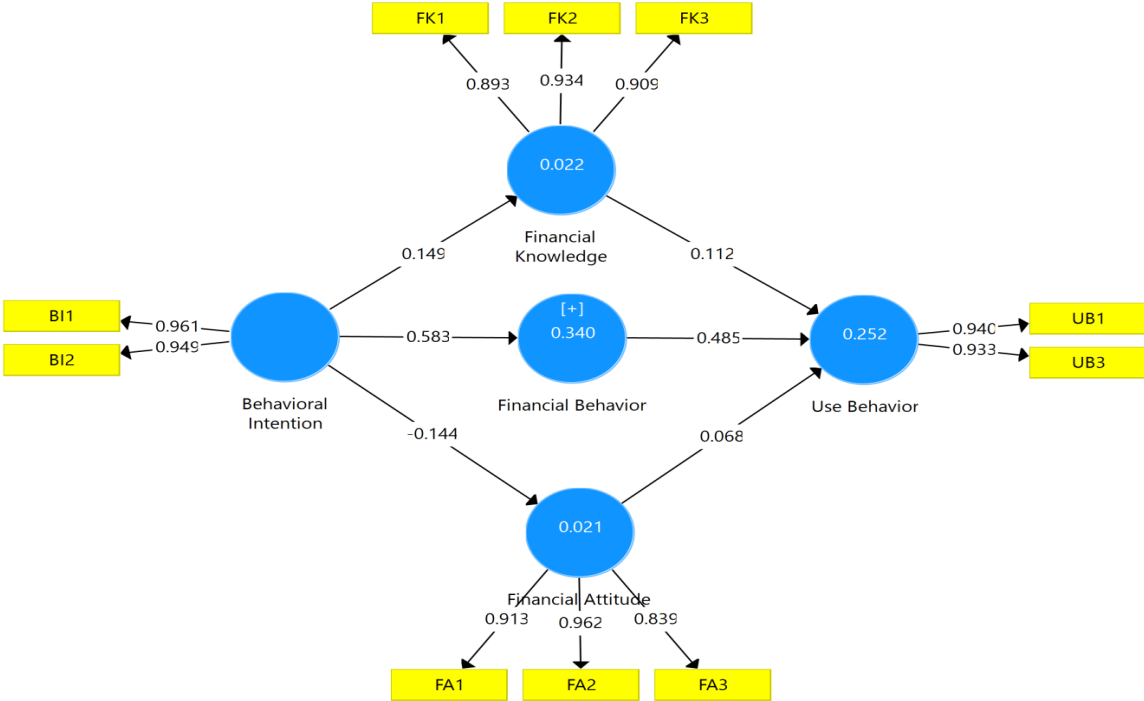 FK1
FK2
FK3
0.893
0.934
0.909
0.022
Financial
Knowledge
0.149
0.112
BI1
BI2
0.961
0.949
Behavioral
Intention
0.583
[+]
0.340
Financial Behavior
0.485
0.252
Use Behavior
0.940
0.933
UB1
UB3
-0.144
0.068
0.021
Financial Attitude
0.913
0.962
0.839
FA1
FA2
FA3